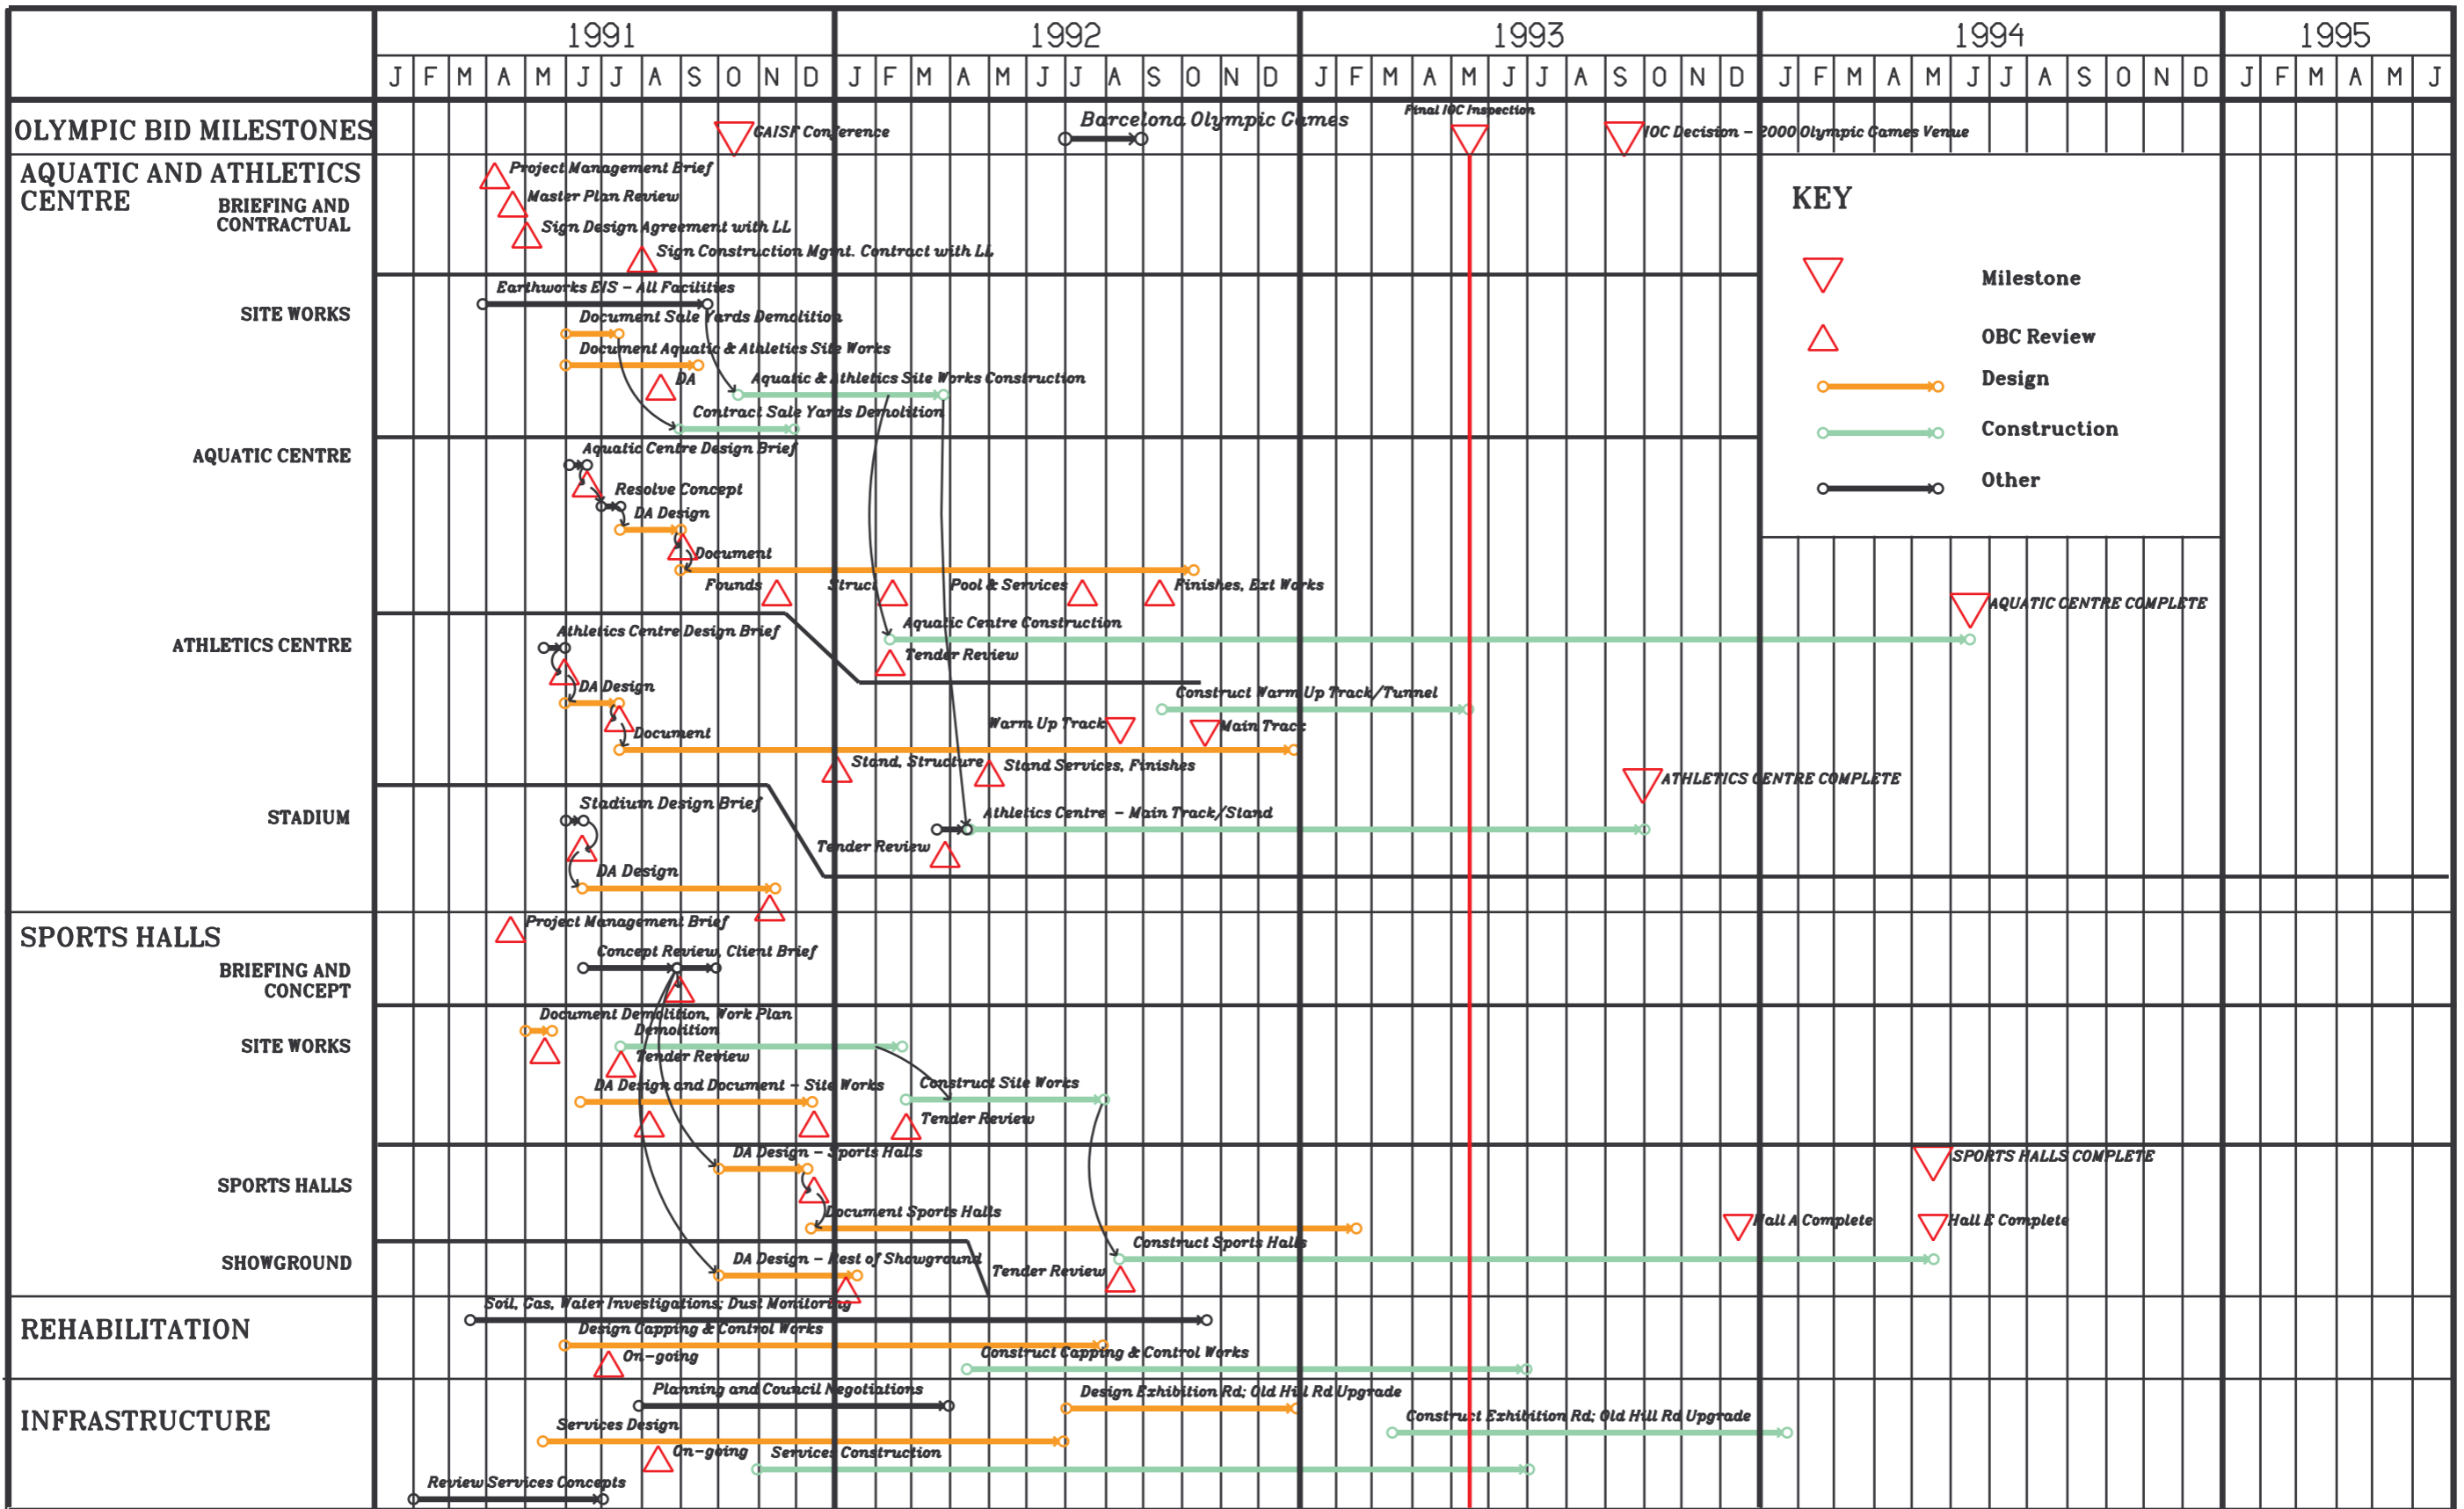 1991 1992 1993 1994 1995
J F M A M J J A S O N D J F M A M J J A S O N D J F M A M J J A S O N D J F M A M J J A S O N D J F M A M J
OLYMPIC BID MILESTONES
GAISF Conference
Barcelona Olympic Games
Final IOC Inspection
IOC Decision - 2000 Olympic Games Venue
AQUATIC AND ATHLETICS
CENTRE
BRIEFING AND
CONTRACTUAL
Project Management Brief
Master Plan Review
Sign Design Agreement with LL
Sign Construction Mgmt. Contract with LL
KEY
Milestone
OBC Review
Design
Construction
Other
SITE WORKS
Earthworks EIS - All Facilities
Document Sale Yards Demolition
Document Aquatic & Athletics Site Works
DA
Aquatic & Athletics Site Works Construction
Contract Sale Yards Demolition
AQUATIC CENTRE
Aquatic Centre Design Brief
Resolve Concept
DA Design
Document
Founds
Struct
Pool & Services
Finishes, Ext Works
AQUATIC CENTRE COMPLETE
Aquatic Centre Construction
Tender Review
ATHLETICS CENTRE
Athletics Centre Design Brief
DA Design
Document
Construct Warm Up Track/Tunnel
Warm Up Track
Main Track
Stand, Structure
Stand Services, Finishes
ATHLETICS CENTRE COMPLETE
Athletics Centre - Main Track/Stand
Tender Review
STADIUM
Stadium Design Brief
DA Design
SPORTS HALLS
BRIEFING AND
CONCEPT
Project Management Brief
Concept Review, Client Brief
SITE WORKS
Document Demolition, Work Plan
Demolition
Tender Review
DA Design and Document - Site Works
Construct Site Works
Tender Review
SPORTS HALLS
DA Design - Sports Halls
Document Sports Halls
SPORTS HALLS COMPLETE
Hall A Complete
Hall E Complete
Construct Sports Halls
Tender Review
SHOWGROUND
DA Design - Rest of Showground
REHABILITATION
Soil, Gas, Water Investigations; Dust Monitoring
Design Capping & Control Works
On-going
Construct Capping & Control Works
INFRASTRUCTURE
Planning and Council Negotiations
Design Exhibition Rd; Old Hill Rd Upgrade
Construct Exhibition Rd; Old Hill Rd Upgrade
Services Design
On-going
Services Construction
Review Services Concepts